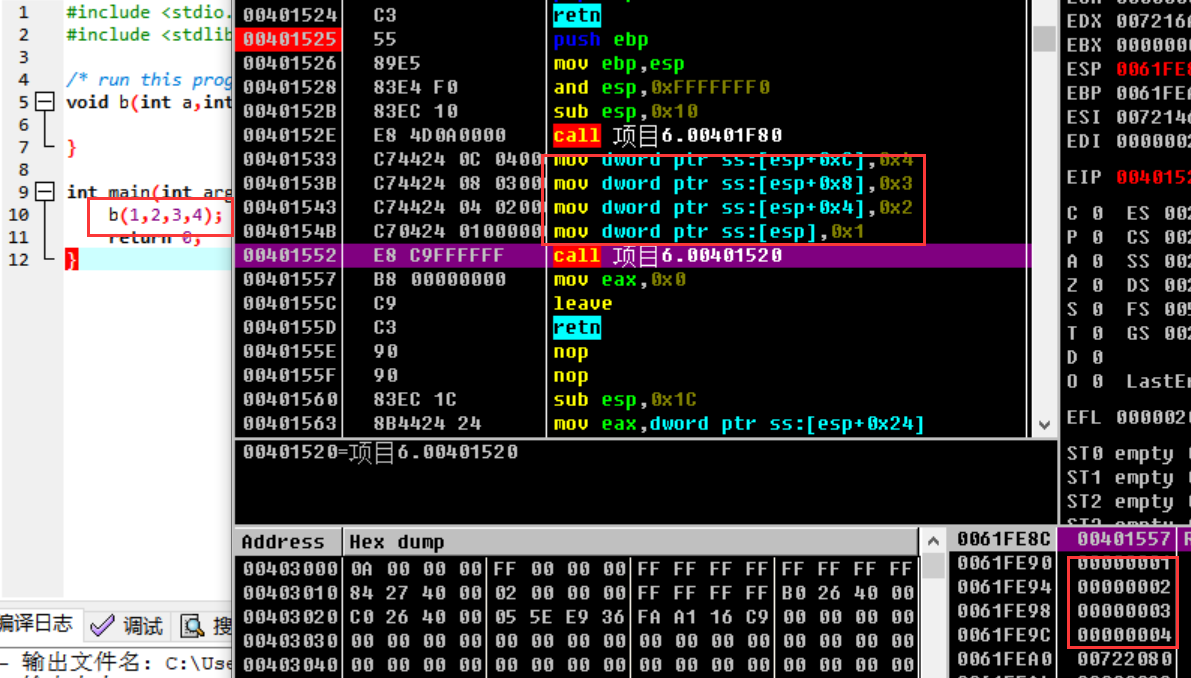 1 #include <stdio.
2 #include <stdlib
3
4 /* run this prog
5 void b(int a,int
6
7 }
8
9 int main(int arg
10 b(1,2,3,4);
11 return 0;
12 }
编译日志 调试 搜
- 输出文件名: C:\Use
00401524 C3 retn
00401525 55 push ebp
00401526 89E5 mov ebp,esp
00401528 83E4 F0 and esp,0xFFFFFFF0
0040152B 83EC 10 sub esp,0x10
0040152E E8 4D0A0000 call 项目6.00401F80
00401533 C74424 0C 0400 mov dword ptr ss:[esp+0xC],0x4
0040153B C74424 08 0300 mov dword ptr ss:[esp+0x8],0x3
00401543 C74424 04 0200 mov dword ptr ss:[esp+0x4],0x2
0040154B C70424 0100000 mov dword ptr ss:[esp],0x1
00401552 E8 C9FFFFFF call 项目6.00401520
00401557 B8 00000000 mov eax,0x0
0040155C C9 leave
0040155D C3 retn
0040155E 90 nop
0040155F 90 nop
00401560 83EC 1C sub esp,0x1C
00401563 8B4424 24 mov eax,dword ptr ss:[esp+0x24]
00401520=项目6.00401520
EDX 007216
EBX 0000000
ESP 0061FE8
EBP 0061FEA
ESI 007214
EDI 0000002
EIP 0040155
C 0 ES 002
P 0 CS 002
A 0 SS 002
Z 0 DS 002
S 0 FS 005
T 0 GS 002
D 0
O 0 LastEr
EFL 0000020
ST0 empty
ST1 empty
ST2 empty
Address Hex dump
00403000 0A 00 00 00 FF 00 00 00 FF FF FF FF FF FF FF FF
00403010 84 27 40 00 02 00 00 00 FF FF FF FF B0 26 40 00
00403020 C0 26 40 00 05 5E E9 36 FA A1 16 C9 00 00 00 00
00403030 00 00 00 00 00 00 00 00 00 00 00 00 00 00 00 00
00403040 00 00 00 00 00 00 00 00 00 00 00 00 00 00 00 00
0061FE8C 00401557 R
0061FE90 00000001
0061FE94 00000002
0061FE98 00000003
0061FE9C 00000004
0061FEA0 00722080